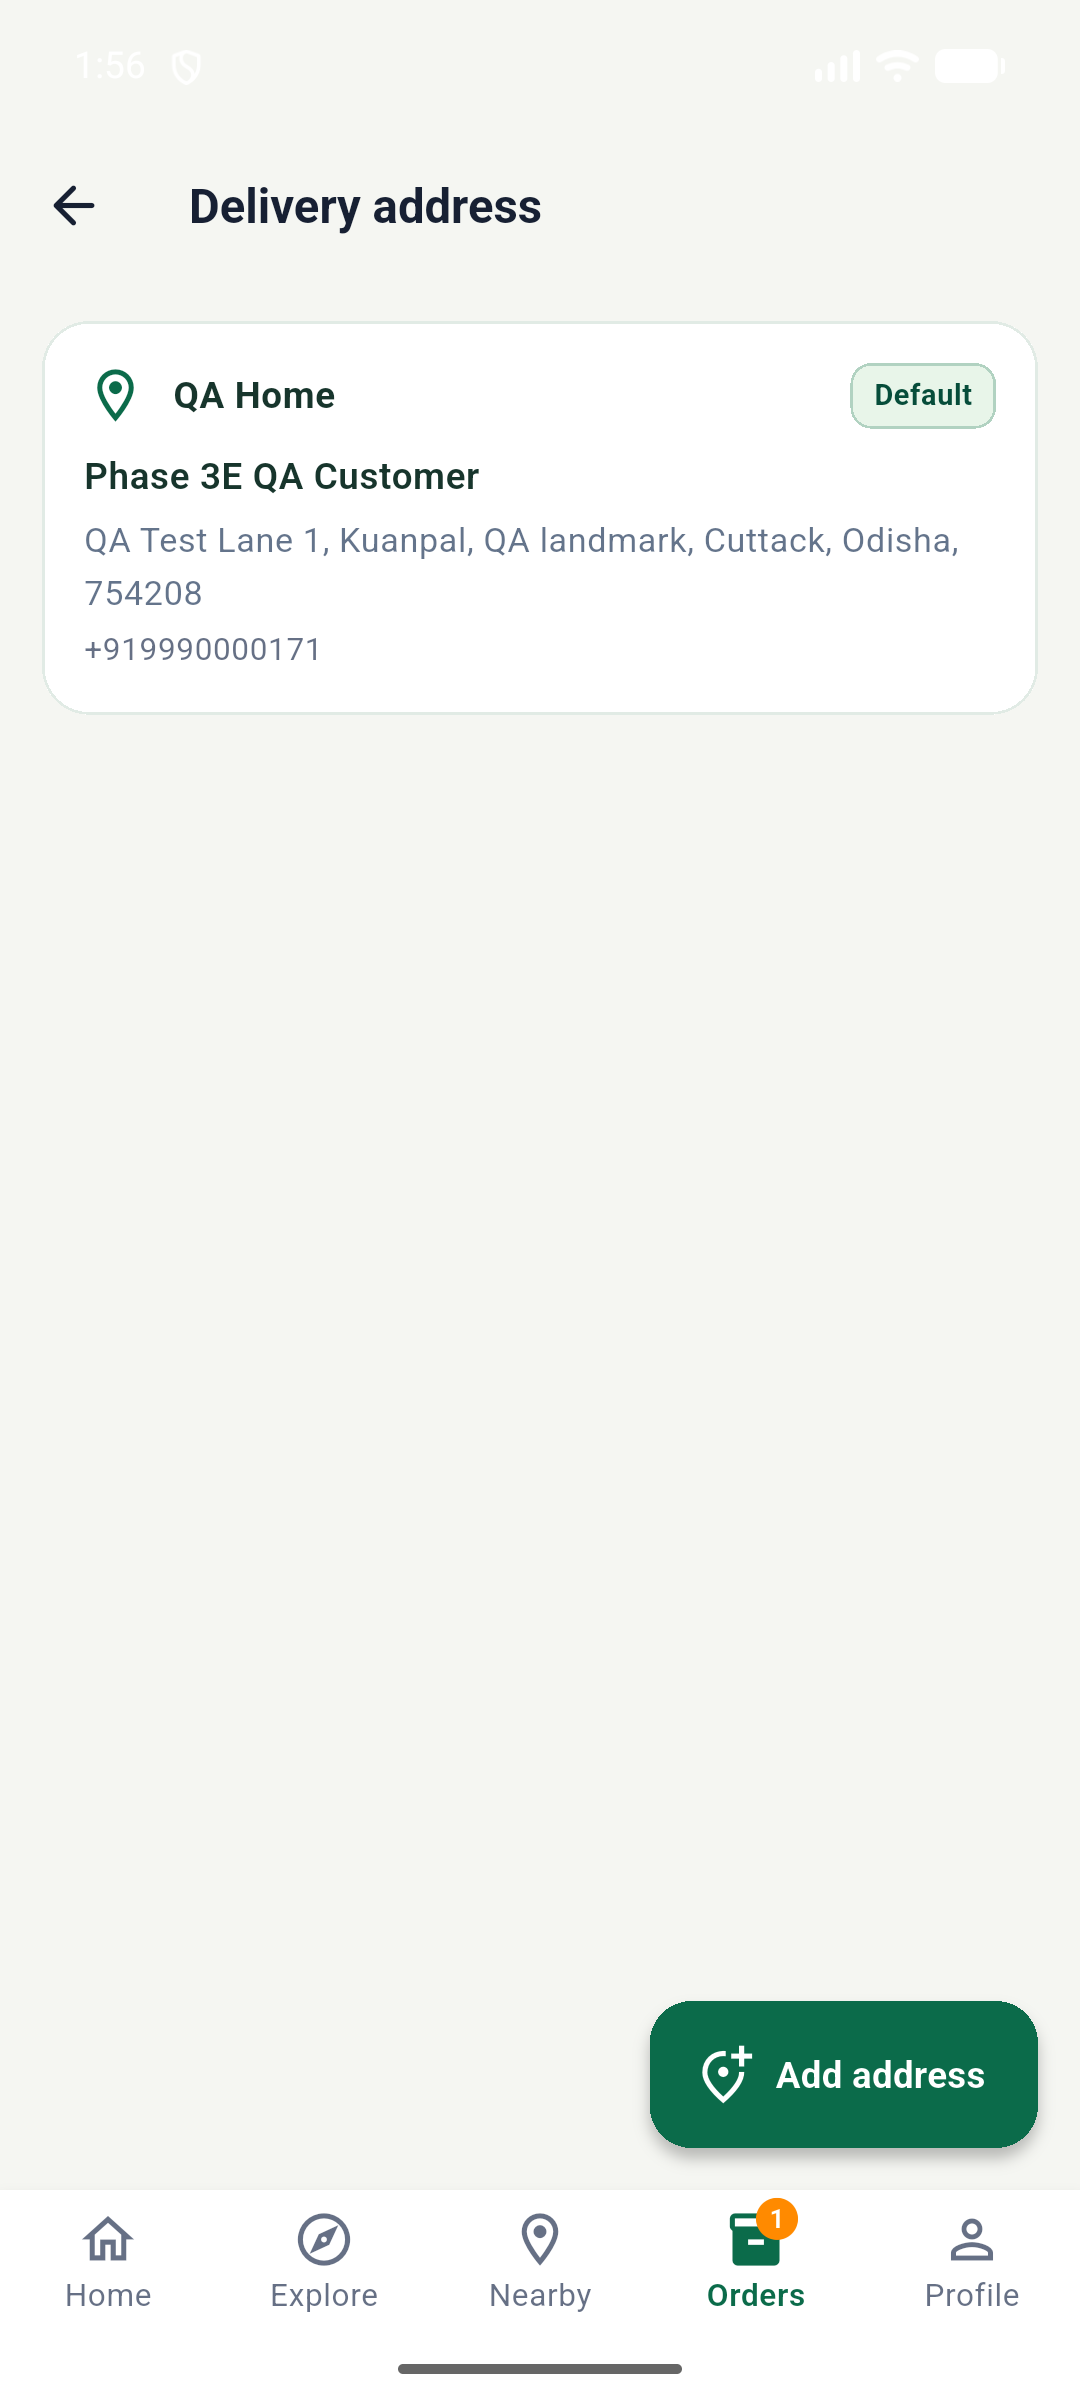 1:56
Delivery address
QA Home
Default
Phase 3E QA Customer
QA Test Lane 1, Kuanpal, QA landmark, Cuttack, Odisha,
754208
+919990000171
Add address
1
Home
Explore
Nearby
Orders
Profile